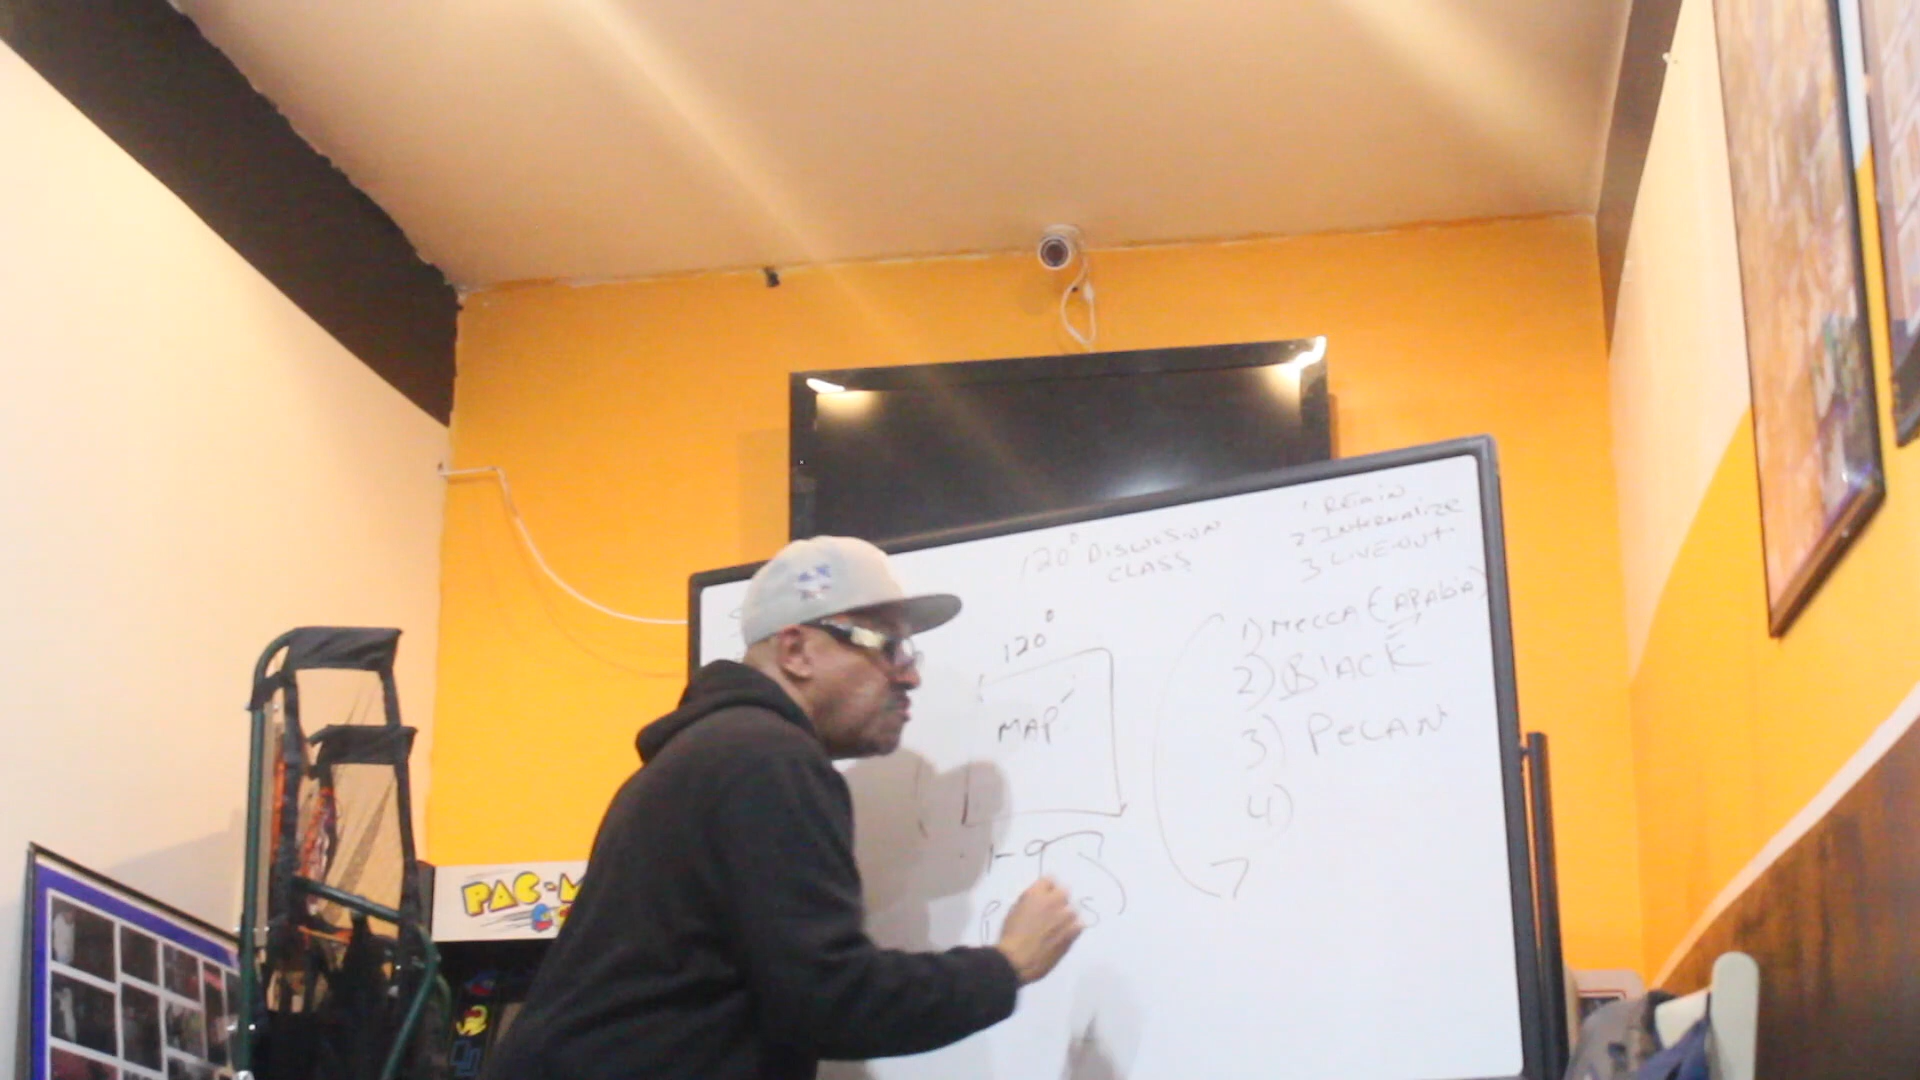 120° DISCUSSION
CLASS
1 RETAIN
2 INTERNALIZE
3 LIVE-OUT
120°
MAP
1)MeCCA (ARABIA)
2) BlACK
3) PeLAN
4)
7
PAC-M